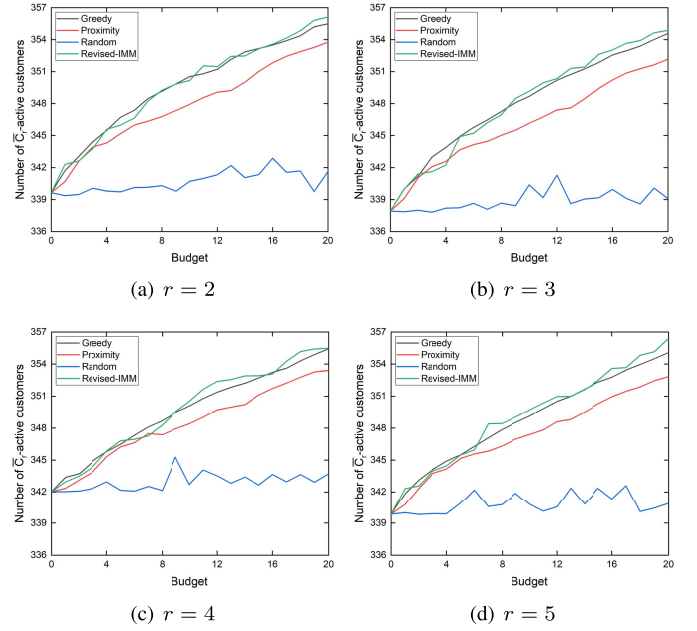 357
354
351
348
345
342
339
336
Number of C̅ᵣ-active customers
Greedy
Proximity
Random
Revised-IMM
0 4 8 12 16 20
Budget
(a) r = 2
357
354
351
348
345
342
339
336
Number of C̅ᵣ-active customers
Greedy
Proximity
Random
Revised-IMM
0 4 8 12 16 20
Budget
(b) r = 3
357
354
351
348
345
342
339
336
Number of C̅ᵣ-active customers
Greedy
Proximity
Random
Revised-IMM
0 4 8 12 16 20
Budget
(c) r = 4
357
354
351
348
345
342
339
336
Number of C̅ᵣ-active customers
Greedy
Proximity
Random
Revised-IMM
0 4 8 12 16 20
Budget
(d) r = 5